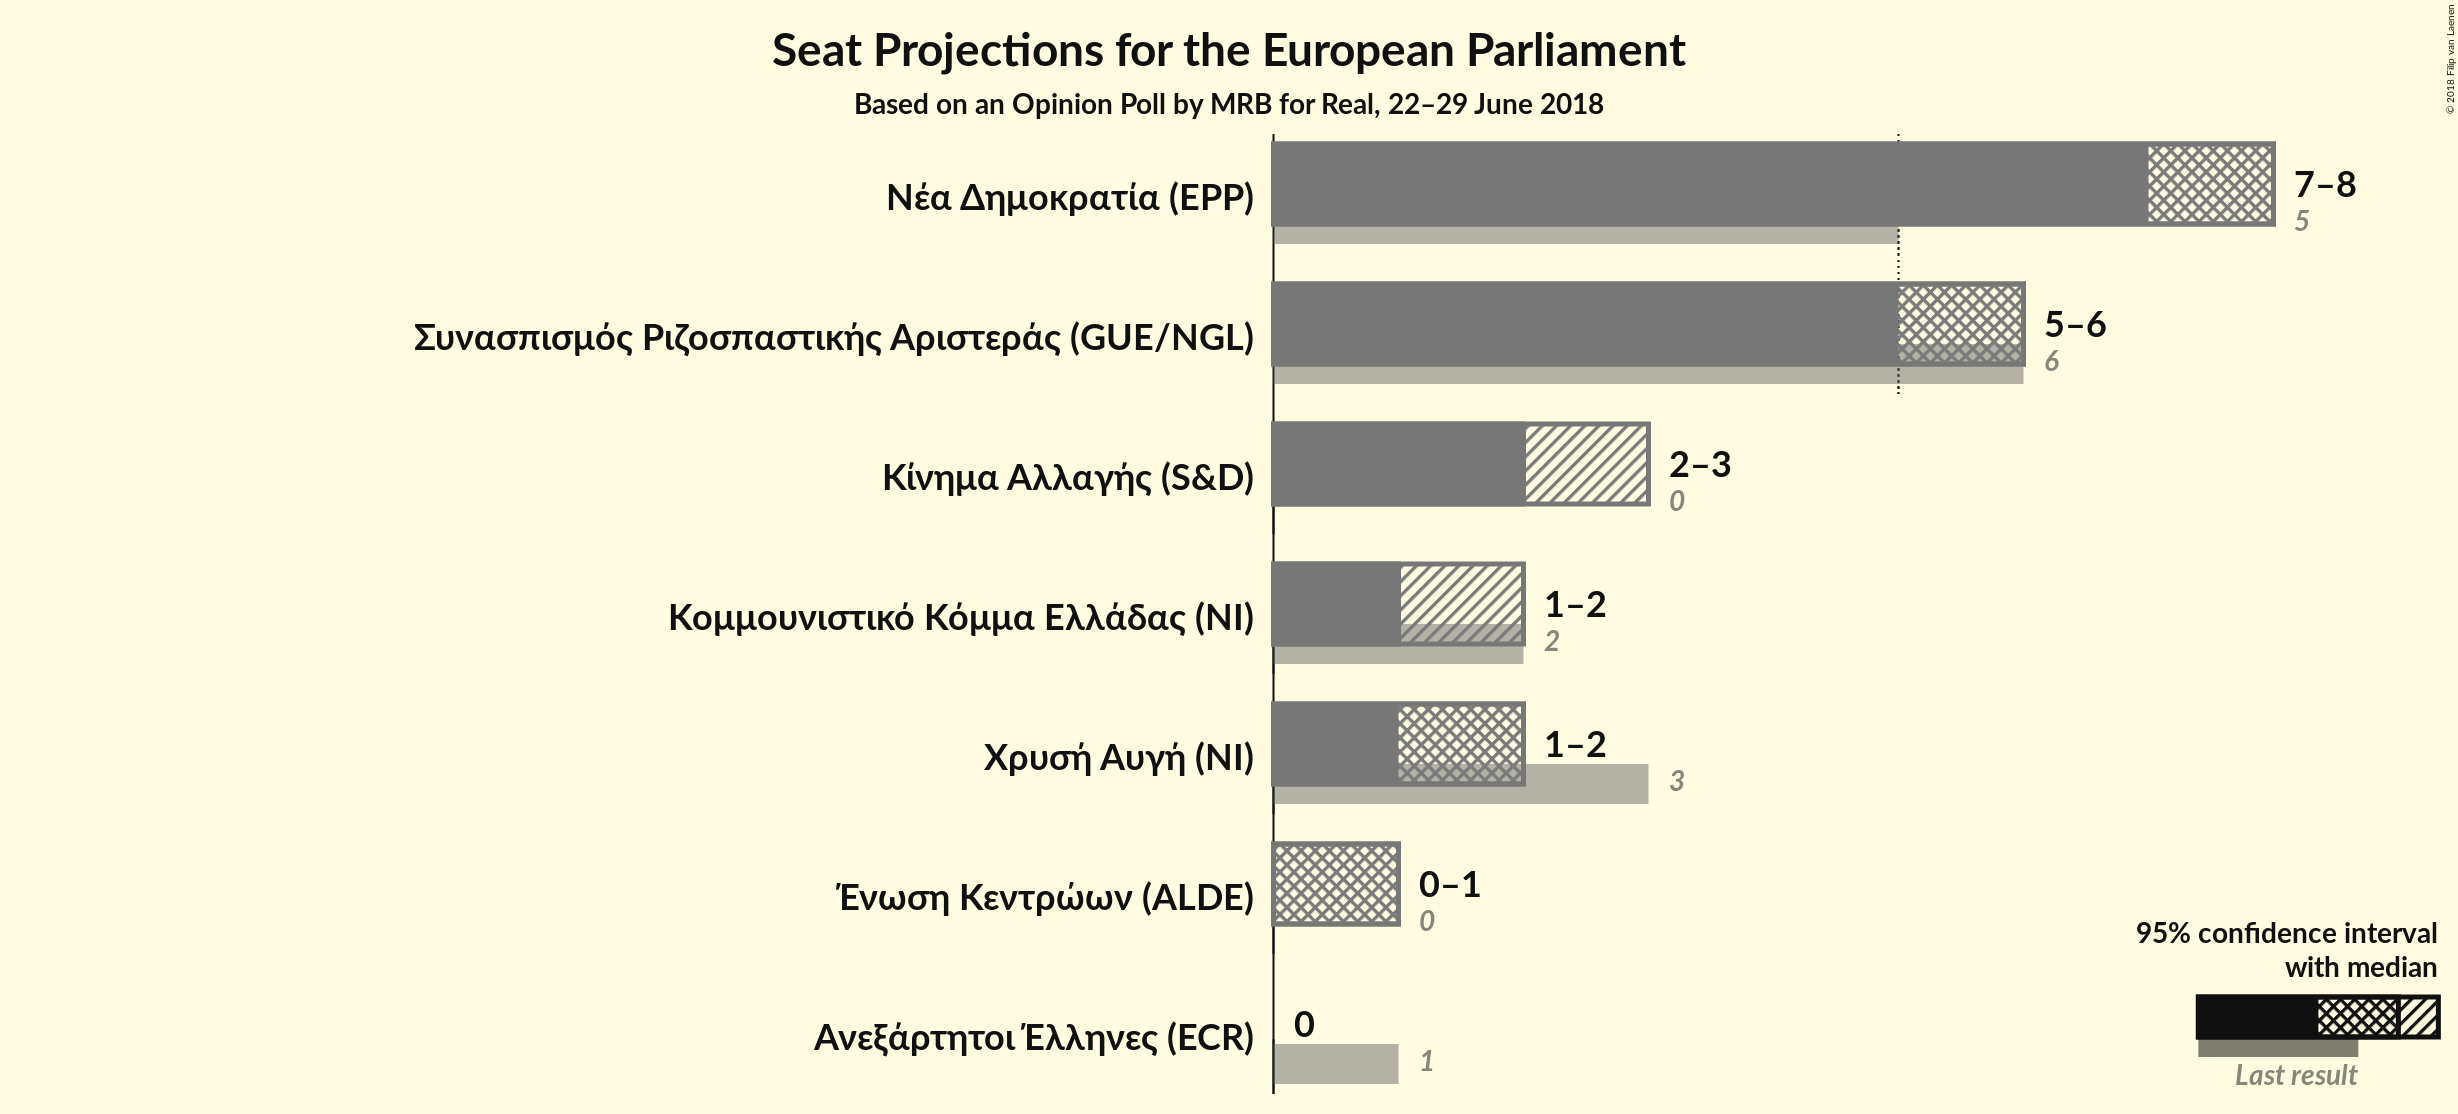 Seat Projections for the European Parliament
Based on an Opinion Poll by MRB for Real, 22–29 June 2018
© 2018 Filip van Laenen
Νέα Δημοκρατία (EPP)
7–8
5
Συνασπισμός Ριζοσπαστικής Αριστεράς (GUE/NGL)
5–6
6
Κίνημα Αλλαγής (S&D)
2–3
0
Κομμουνιστικό Κόμμα Ελλάδας (NI)
1–2
2
Χρυσή Αυγή (NI)
1–2
3
Ένωση Κεντρώων (ALDE)
0–1
0
Ανεξάρτητοι Έλληνες (ECR)
0
1
95% confidence interval
with median
Last result